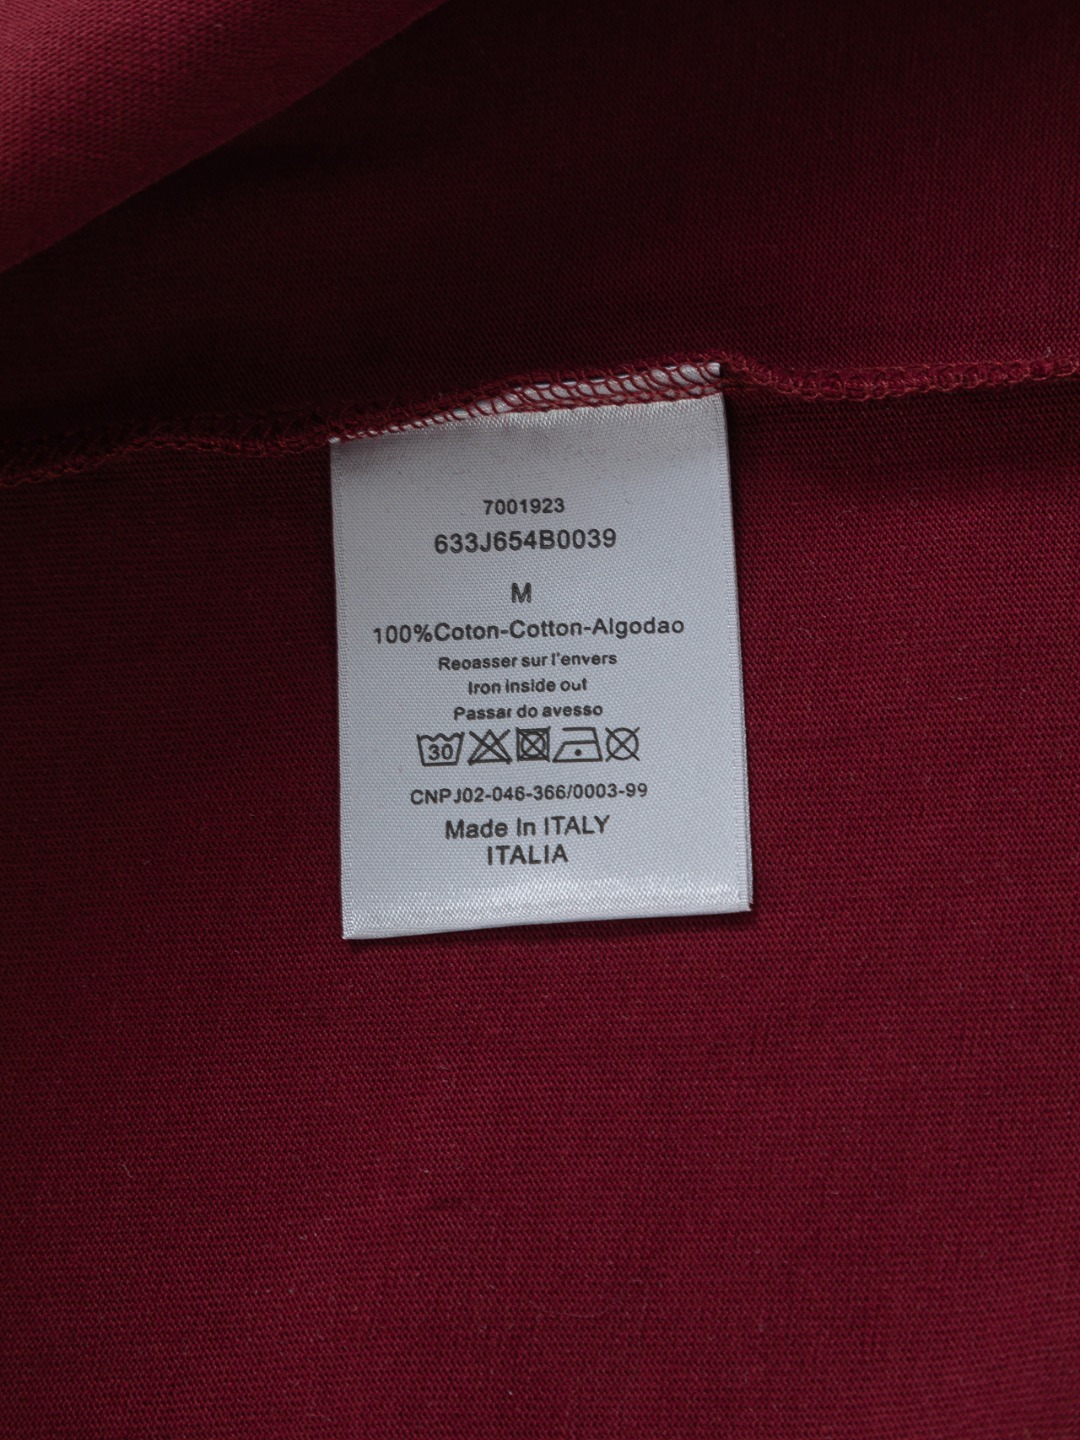 7001923
633J654B0039
M
100%Coton-Cotton-Algodao
Reoasser sur l'envers
Iron inside out
Passar do avesso
30
CNPJ02-046-366/0003-99
Made In ITALY
ITALIA